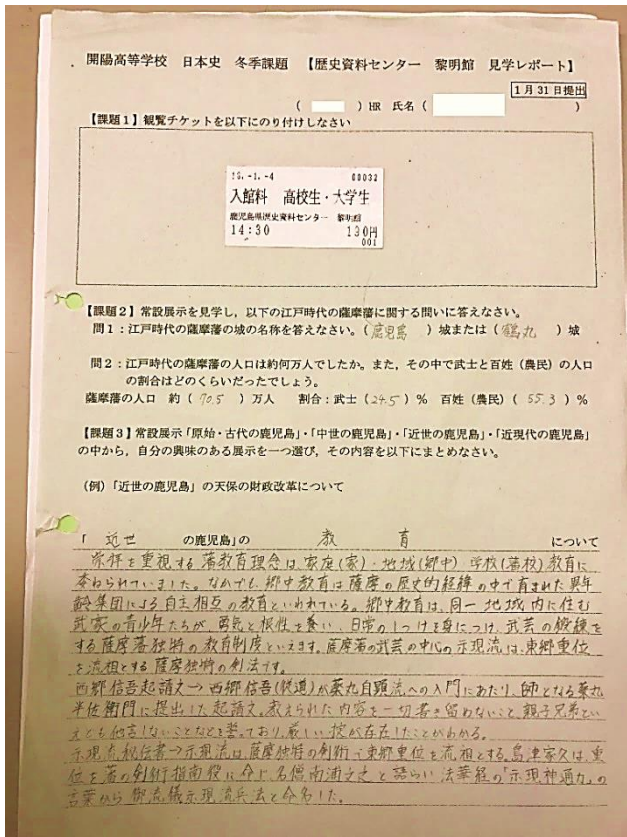 開陽高等学校 日本史 冬季課題 【歴史資料センター 黎明館 見学レポート】
1月31日提出
( )HR 氏名( )
【課題1】観覧チケットを以下にのり付けしなさい
-1.-4 00032
入館料 高校生・大学生
鹿児島県歴史資料センター 黎明館
14:30 190円
001
【課題2】常設展示を見学し,以下の江戸時代の薩摩藩に関する問いに答えなさい。
問1:江戸時代の薩摩藩の城の名称を答えなさい。(鹿児島 )城または(鶴丸 )城
問2:江戸時代の薩摩藩の人口は約何万人でしたか。また,その中で武士と百姓(農民)の人口
の割合はどのくらいだったでしょう。
薩摩藩の人口 約( 70.5 )万人 割合:武士(24.5)% 百姓(農民)( 55.3 )%
【課題3】常設展示「原始・古代の鹿児島」・「中世の鹿児島」・「近世の鹿児島」・「近現代の鹿児島」
の中から,自分の興味のある展示を一つ選び,その内容を以下にまとめなさい。
(例)「近世の鹿児島」の天保の財政改革について
「 近世 の鹿児島」の 教育 について
崇拝を重視する藩教育理念は、家庭(家)・地域(郷中) 学校(藩校)教育に
委ねられていました。なかでも、郷中教育は薩摩の歴史的経緯の中で育まれた異年
齢集団による自主相互の教育といわれている。郷中教育は、同一地域内に住む
武家の青少年たちが、勇気と根性を養い、日常のしつけを身につけ、武芸の鍛練を
する薩摩藩独特の教育制度といえます。薩摩藩の武芸の中心の示現流は、東郷重位
を流祖とする薩摩独特の剣法です。
西郷信吾起請文→西郷信吾(従道)が薬丸自顕流への入門にあたり、師となる薬丸
半佐衛門に提出した起請文。教えられた内容を一切書き留わないこと、親子兄弟とい
えども他言しないことなどを誓っており、厳しい掟が存在したことがわかる。
示現流秘伝書→示現流は薩摩独特の剣術で東郷重位を流祖とする。島津家久は、重
位を藩の剣術指南役に命じ、名僧南浦文之と語らい 法華経の「示現神通力」の
言葉から 御流儀示現流兵法と命名した。